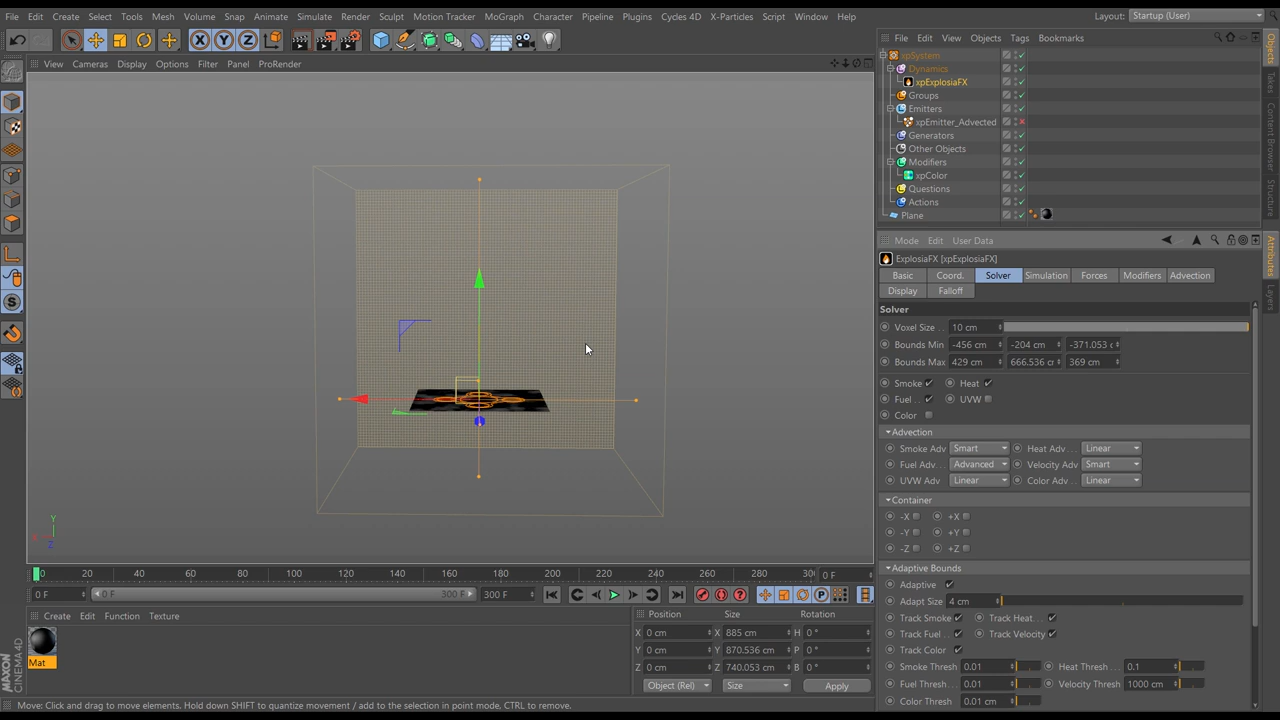 File Edit Create Select Tools Mesh Volume Snap Animate Simulate Render Sculpt Motion Tracker MoGraph Character Pipeline Plugins Cycles 4D X-Particles Script Window Help Layout: Startup (User)
File Edit View Objects Tags Bookmarks
View Cameras Display Options Filter Panel ProRender
xpSystem
Dynamics
xpExplosiaFX
Groups
Emitters
xpEmitter_Advected
Generators
Other Objects
Modifiers
xpColor
Questions
Actions
Plane
Objects
Takes
Content Browser
Structure
Attributes
Layers
Mode Edit User Data
ExplosiaFX [xpExplosiaFX]
Basic Coord. Solver Simulation Forces Modifiers Advection
Display Falloff
Solver
Voxel Size .. 10 cm
Bounds Min -456 cm -204 cm -371.053 c
Bounds Max 429 cm 666.536 c 369 cm
Smoke Heat
Fuel . . UVW
Color
Advection
Smoke Adv Smart Heat Adv . Linear
Fuel Adv . . Advanced Velocity Adv Smart
UVW Adv Linear Color Adv . . Linear
Container
-X +X
-Y +Y
-Z +Z
Adaptive Bounds
Adaptive
Adapt Size 4 cm
Track Smoke Track Heat. . .
Track Fuel . . Track Velocity
Track Color
Smoke Thresh 0.01 Heat Thresh . . 0.1
Fuel Thresh. . 0.01 Velocity Thresh 1000 cm
Color Thresh 0.01 cm
Y
X
Z
0 20 40 60 80 100 120 140 160 180 200 220 240 260 280 30 0 F
0 F 0 F 300 F 300 F
Create Edit Function Texture
Mat
Position Size Rotation
X 0 cm X 885 cm H 0 °
Y 0 cm Y 870.536 cm P 0 °
Z 0 cm Z 740.053 cm B 0 °
Object (Rel) Size Apply
MAXON CINEMA 4D
Move: Click and drag to move elements. Hold down SHIFT to quantize movement / add to the selection in point mode, CTRL to remove.